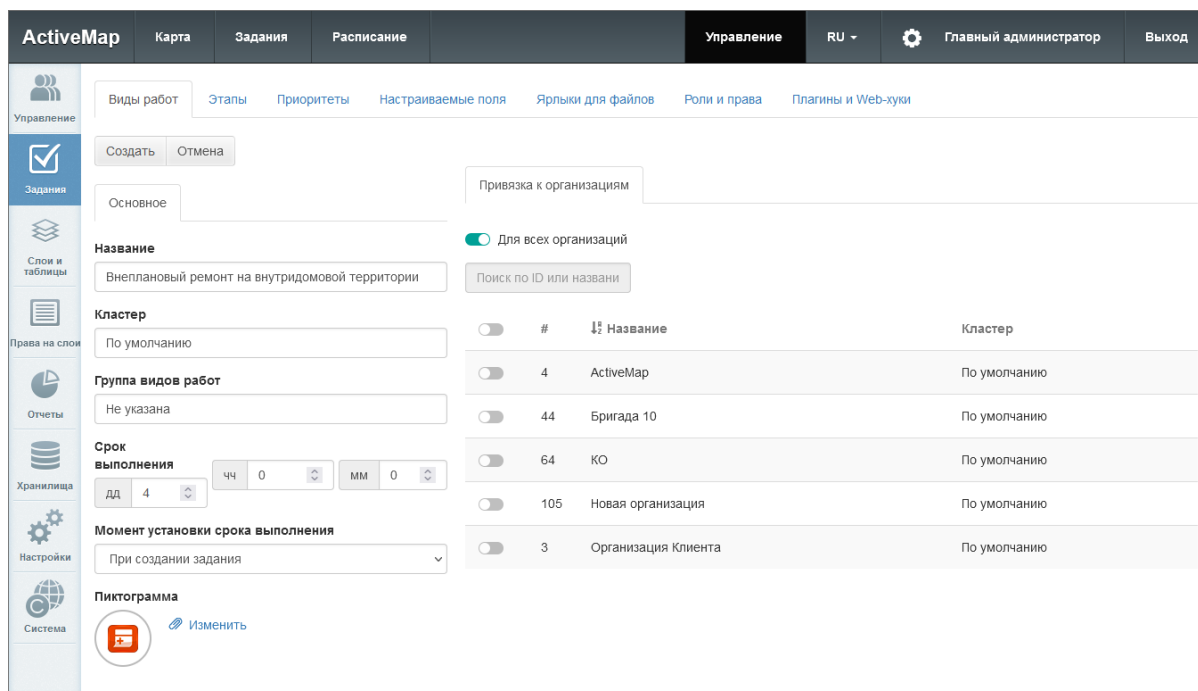 ActiveMap Карта Задания Расписание Управление RU Главный администратор Выход
Управление
Задания
Слои и
таблицы
Права на слои
Отчеты
Хранилища
Настройки
Система
Виды работ Этапы Приоритеты Настраиваемые поля Ярлыки для файлов Роли и права Плагины и Web-хуки
Создать Отмена
Основное
Название
Внеплановый ремонт на внутридомовой территории
Кластер
По умолчанию
Группа видов работ
Не указана
Срок
выполнения
дд 4 чч 0 мм 0
Момент установки срока выполнения
При создании задания
Пиктограмма
Изменить
Привязка к организациям
Для всех организаций
Поиск по ID или названи
# Название Кластер
4 ActiveMap По умолчанию
44 Бригада 10 По умолчанию
64 КО По умолчанию
105 Новая организация По умолчанию
3 Организация Клиента По умолчанию